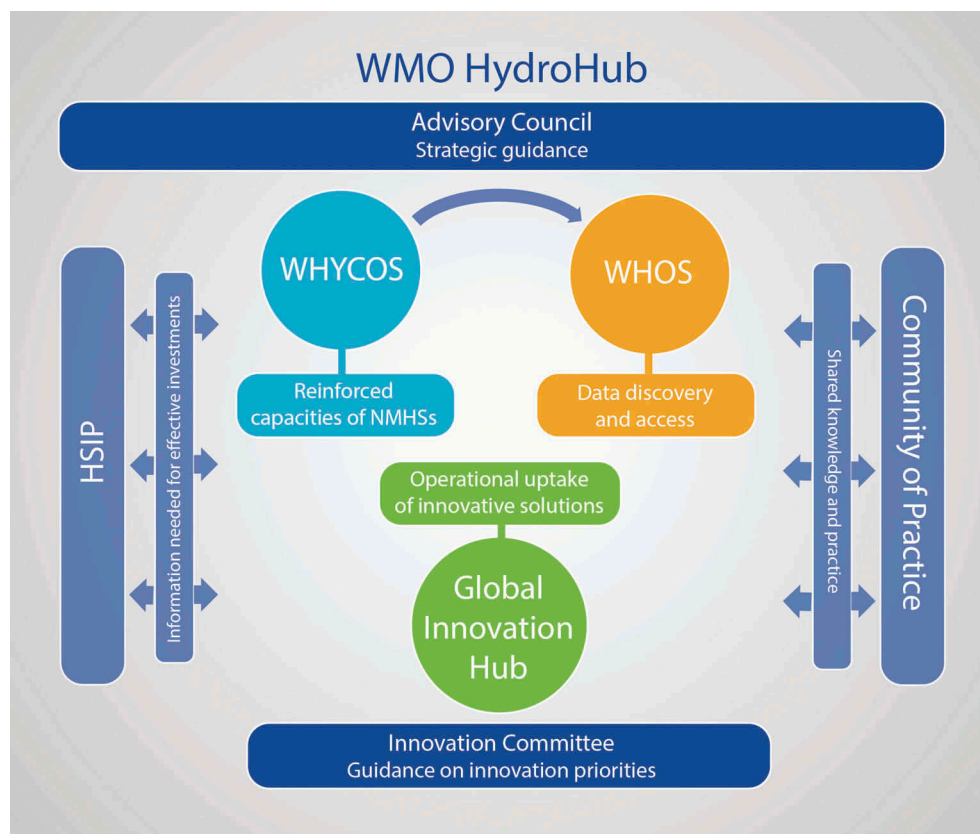 WMO HydroHub
Advisory Council
Strategic guidance
WHYCOS
WHOS
Reinforced
capacities of NMHSs
Data discovery
and access
HSIP
Information needed for effective investments
Shared knowledge and practice
Community of Practice
Operational uptake
of innovative solutions
Global
Innovation
Hub
Innovation Committee
Guidance on innovation priorities